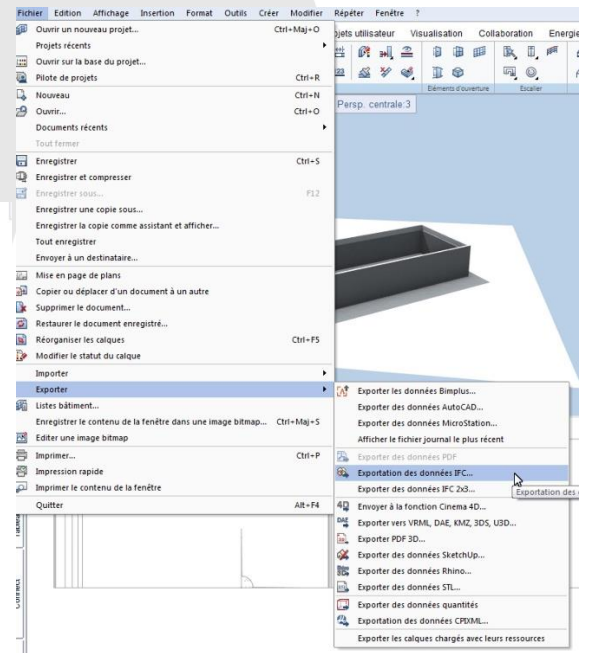 Fichier Edition Affichage Insertion Format Outils Créer Modifier Répéter Fenêtre ?
Ouvrir un nouveau projet... Ctrl+Maj+O
Projets récents
Ouvrir sur la base du projet...
Pilote de projets Ctrl+R
Nouveau Ctrl+N
Ouvrir... Ctrl+O
Documents récents
Tout fermer
Enregistrer Ctrl+S
Enregistrer et compresser
Enregistrer sous... F12
Enregistrer une copie sous...
Enregistrer la copie comme assistant et afficher...
Tout enregistrer
Envoyer à un destinataire...
Mise en page de plans
Copier ou déplacer d'un document à un autre
Supprimer le document...
Restaurer le document enregistré...
Réorganiser les calques Ctrl+F5
Modifier le statut du calque
Importer
Exporter
Listes bâtiment...
Enregistrer le contenu de la fenêtre dans une image bitmap... Ctrl+Maj+S
Editer une image bitmap
Imprimer... Ctrl+P
Impression rapide
Imprimer le contenu de la fenêtre
Quitter Alt+F4
utilisateur Visualisation Collaboration
Eléments d'ouverture Escalier
Persp. centrale:3
Exporter les données Bimplus...
Exporter des données AutoCAD...
Exporter des données MicroStation...
Afficher le fichier journal le plus récent
Exporter des données PDF
Exportation des données IFC...
Exporter des données IFC 2x3...
Exportation des
Envoyer à la fonction Cinema 4D...
Exporter vers VRML, DAE, KMZ, 3DS, U3D...
Exporter PDF 3D...
Exporter des données SketchUp...
Exporter des données Rhino...
Exporter des données STL...
Exporter des données quantités
Exportation des données CPIXML...
Exporter les calques chargés avec leurs ressources
Connect